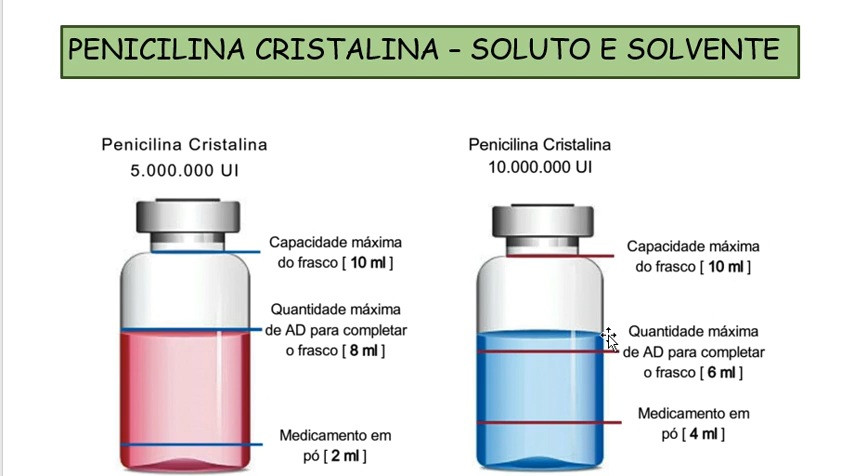 PENICILINA CRISTALINA – SOLUTO E SOLVENTE
Penicilina Cristalina
5.000.000 UI
Capacidade máxima
do frasco [ 10 ml ]
Quantidade máxima
de AD para completar
o frasco [ 8 ml ]
Medicamento em
pó [ 2 ml ]
Penicilina Cristalina
10.000.000 UI
Capacidade máxima
do frasco [ 10 ml ]
Quantidade máxima
de AD para completar
o frasco [ 6 ml ]
Medicamento em
pó [ 4 ml ]